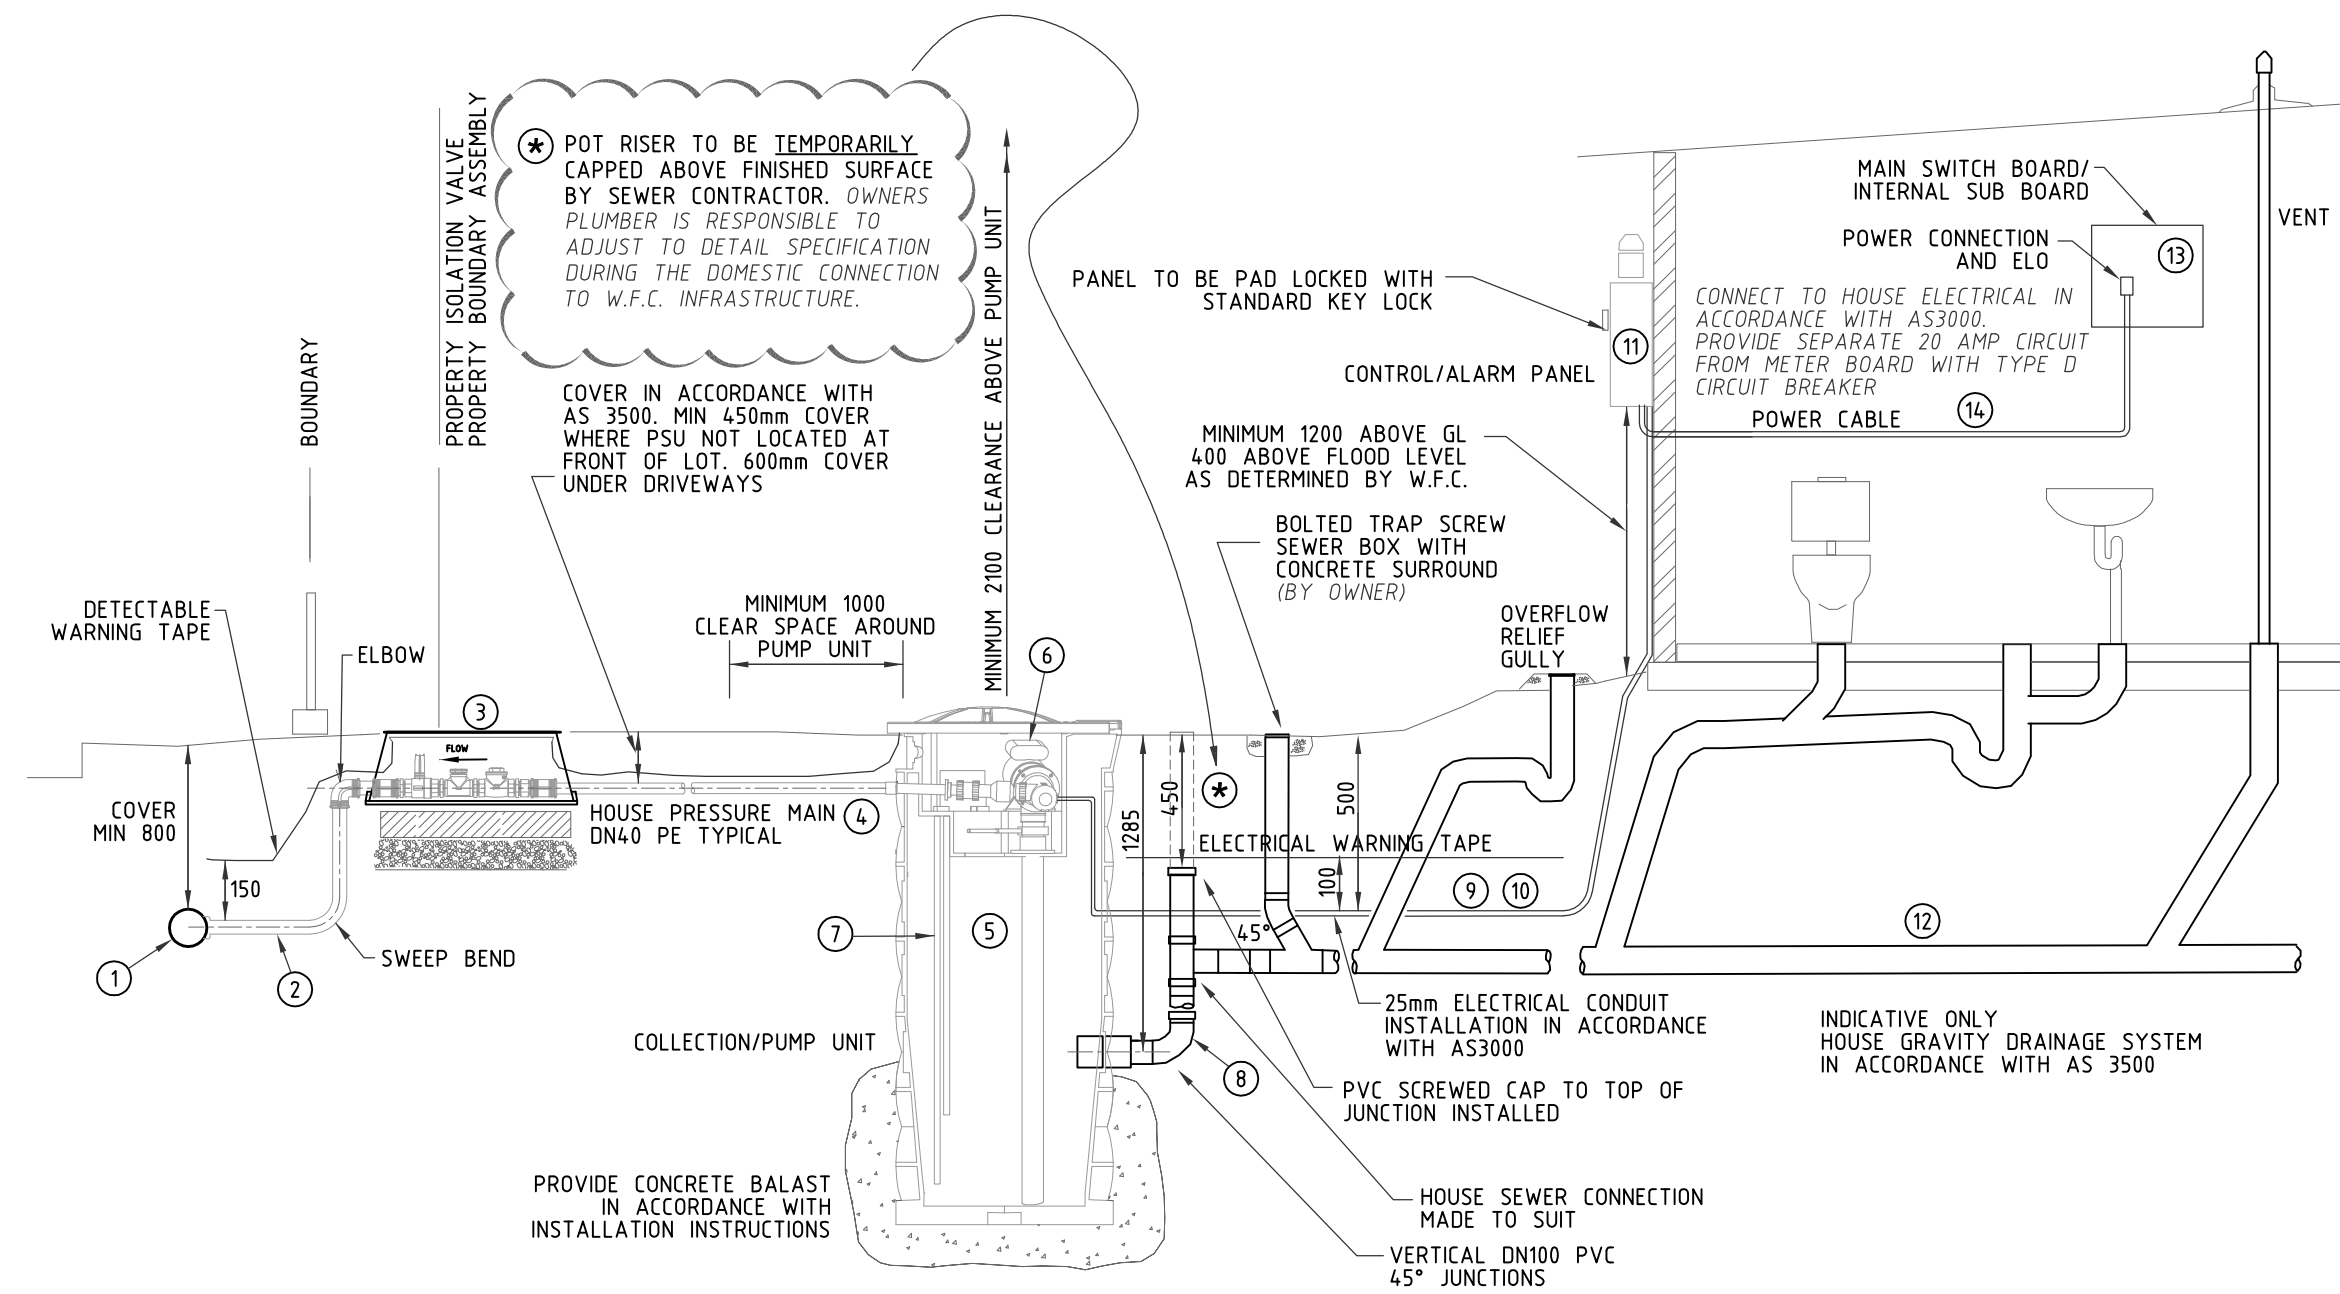 * POT RISER TO BE TEMPORARILY
CAPPED ABOVE FINISHED SURFACE
BY SEWER CONTRACTOR. OWNERS
PLUMBER IS RESPONSIBLE TO
ADJUST TO DETAIL SPECIFICATION
DURING THE DOMESTIC CONNECTION
TO W.F.C. INFRASTRUCTURE.
BOUNDARY
PROPERTY ISOLATION VALVE
PROPERTY BOUNDARY ASSEMBLY
COVER IN ACCORDANCE WITH
AS 3500. MIN 450mm COVER
WHERE PSU NOT LOCATED AT
FRONT OF LOT. 600mm COVER
UNDER DRIVEWAYS
MINIMUM 2100 CLEARANCE ABOVE PUMP UNIT
MINIMUM 1000
CLEAR SPACE AROUND
PUMP UNIT
DETECTABLE
WARNING TAPE
ELBOW
3
FLOW
6
COVER
MIN 800
150
1
2
SWEEP BEND
HOUSE PRESSURE MAIN
DN40 PE TYPICAL
4
7
5
COLLECTION/PUMP UNIT
PROVIDE CONCRETE BALAST
IN ACCORDANCE WITH
INSTALLATION INSTRUCTIONS
PANEL TO BE PAD LOCKED WITH
STANDARD KEY LOCK
11
CONTROL/ALARM PANEL
MINIMUM 1200 ABOVE GL
400 ABOVE FLOOD LEVEL
AS DETERMINED BY W.F.C.
BOLTED TRAP SCREW
SEWER BOX WITH
CONCRETE SURROUND
(BY OWNER)
OVERFLOW
RELIEF
GULLY
MAIN SWITCH BOARD/
INTERNAL SUB BOARD
POWER CONNECTION
AND ELO
13
VENT
CONNECT TO HOUSE ELECTRICAL IN
ACCORDANCE WITH AS3000.
PROVIDE SEPARATE 20 AMP CIRCUIT
FROM METER BOARD WITH TYPE D
CIRCUIT BREAKER
14
POWER CABLE
1285
450
*
500
ELECTRICAL WARNING TAPE
100
9
10
45°
12
8
25mm ELECTRICAL CONDUIT
INSTALLATION IN ACCORDANCE
WITH AS3000
PVC SCREWED CAP TO TOP OF
JUNCTION INSTALLED
HOUSE SEWER CONNECTION
MADE TO SUIT
VERTICAL DN100 PVC
45° JUNCTIONS
INDICATIVE ONLY
HOUSE GRAVITY DRAINAGE SYSTEM
IN ACCORDANCE WITH AS 3500